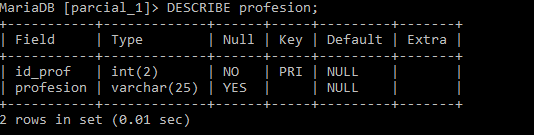 MariaDB [parcial_1]> DESCRIBE profesion;
+-----------+-------------+------+-----+---------+-------+
| Field     | Type        | Null | Key | Default | Extra |
+-----------+-------------+------+-----+---------+-------+
| id_prof   | int(2)      | NO   | PRI | NULL    |       |
| profesion | varchar(25) | YES  |     | NULL    |       |
+-----------+-------------+------+-----+---------+-------+
2 rows in set (0.01 sec)